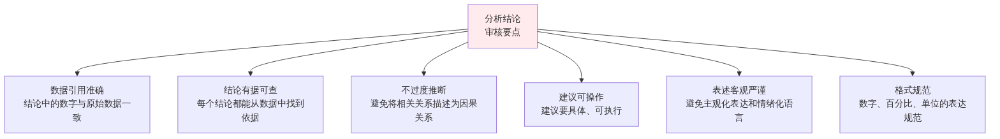 分析结论
审核要点
数据引用准确
结论中的数字与原始数据一
致
结论有据可查
每个结论都能从数据中找到
依据
不过度推断
避免将相关关系描述为因果
关系
建议可操作
建议要具体、可执行
表述客观严谨
避免主观化表达和情绪化语
言
格式规范
数字、百分比、单位的表达
规范